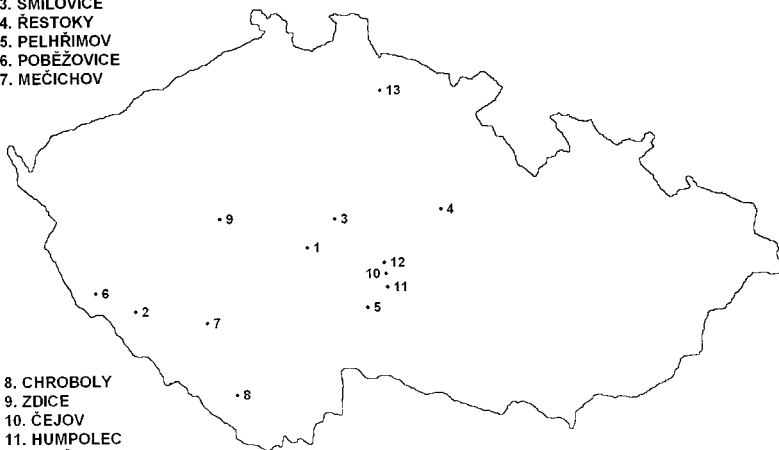 3. SMILOVICE
4. ŘESTOKY
5. PELHŘIMOV
6. POBĚŽOVICE
7. MEČICHOV
13
4
3
9
1
12
10
11
6
5
2
7
8
8. CHROBOLY
9. ZDICE
10. ČEJOV
11. HUMPOLEC